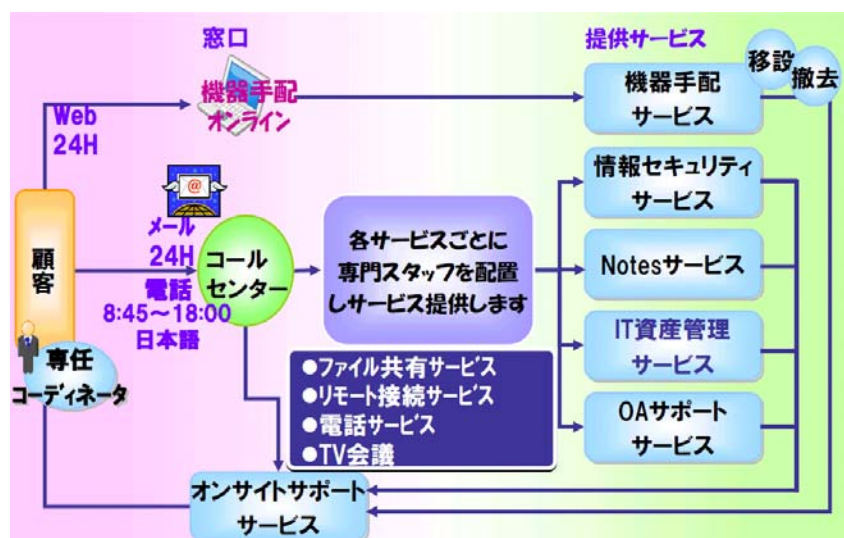 窓口
提供サービス
機器手配
オンライン
機器手配
サービス
移設
撤去
Web
24H
@
メール
24H
電話
8:45～18:00
日本語
顧客
専任
コーディネータ
コール
センター
各サービスごとに
専門スタッフを配置
しサービス提供します
情報セキュリティ
サービス
Notesサービス
IT資産管理
サービス
OAサポート
サービス
●ファイル共有サービス
●リモート接続サービス
●電話サービス
●TV会議
オンサイトサポート
サービス